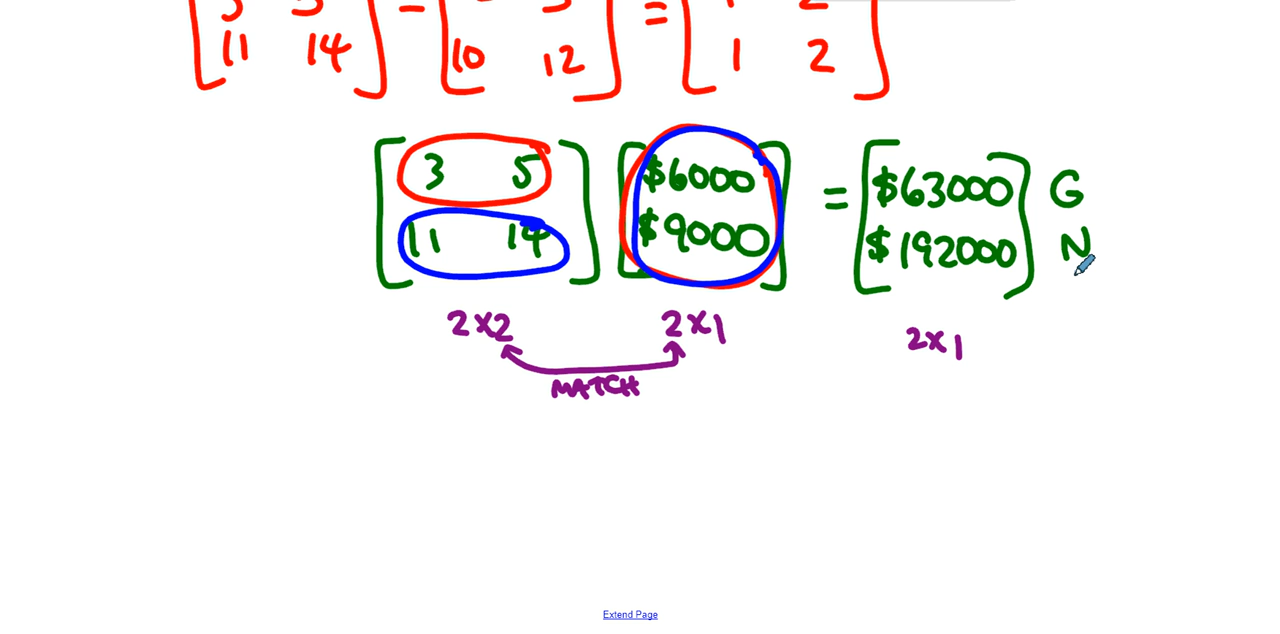 11 14 10 12 = 1 2
3 5 $6000 = $63000 G
11 14 $9000 $192000 N
2x2 2x1 2x1
MATCH
Extend Page